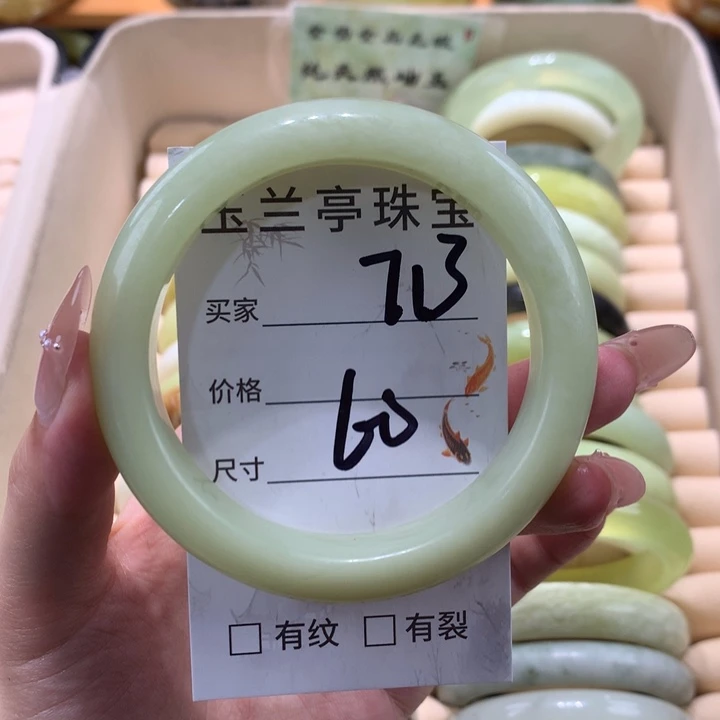 玉兰亭珠宝
买家 713
价格
60
尺寸
有纹 有裂